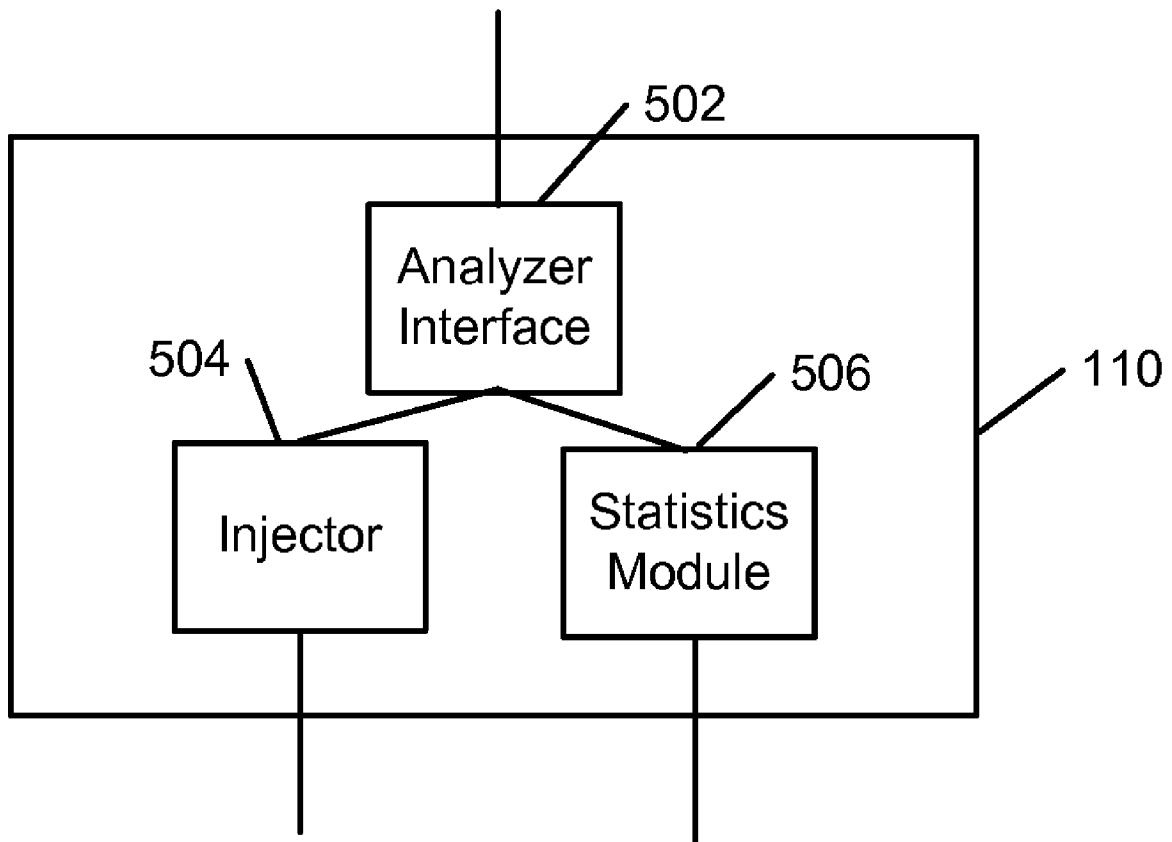 502
Analyzer
Interface
504
506
110
Injector
Statistics
Module